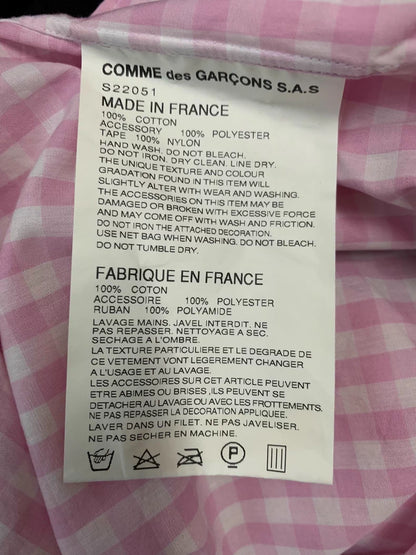 COMME des GARÇONS S.A.S
S22051
MADE IN FRANCE
100% COTTON
ACCESSORY 100% POLYESTER
TAPE 100% NYLON
HAND WASH. DO NOT BLEACH.
DO NOT IRON, DRY CLEAN. LINE DRY.
THE UNIQUE TEXTURE AND COLOUR
GRADATION FOUND IN THIS ITEM WILL
SLIGHTLY ALTER WITH WEAR AND WASHING.
THE ACCESSORIES ON THIS ITEM MAY BE
DAMAGED OR BROKEN WITH EXCESSIVE FORCE
AND MAY COME OFF WITH WASH AND FRICTION.
DO NOT IRON THE ATTACHED DECORATION.
USE NET BAG WHEN WASHING. DO NOT BLEACH.
DO NOT TUMBLE DRY.
FABRIQUE EN FRANCE
100% COTON
ACCESSOIRE 100% POLYESTER
RUBAN 100% POLYAMIDE
LAVAGE MAINS. JAVEL INTERDIT. NE
PAS REPASSER. NETTOYAGE A SEC.
SECHAGE A L'OMBRE.
LA TEXTURE PARTICULIERE ET LE DEGRADE DE
CE VETEMENT VONT LEGEREMENT CHANGER
A L'USAGE ET AU LAVAGE.
LES ACCESSOIRES SUR CET ARTICLE PEUVENT
ETRE ABIMES OU BRISES ,ILS PEUVENT SE
DETACHER AU LAVAGE OU AVEC LES FROTTEMENTS.
NE PAS REPASSER LA DECORATION APPLIQUEE.
LAVER DANS UN FILET. NE PAS JAVELISER.
NE PAS SECHER EN MACHINE.
P